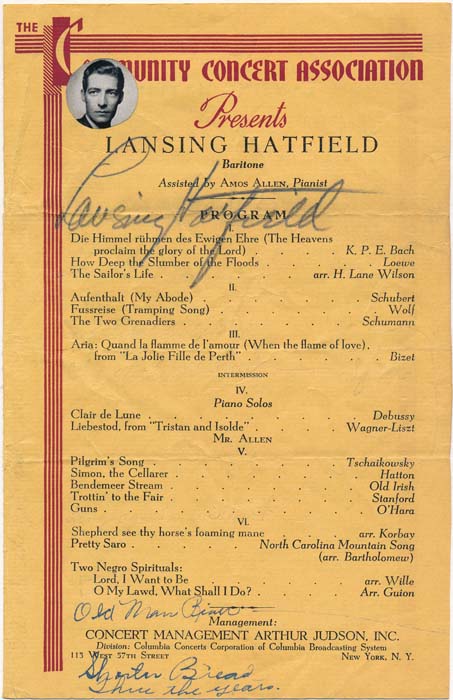 THE COMMUNITY CONCERT ASSOCIATION
Presents
LANSING HATFIELD
Baritone
Assisted by AMOS ALLEN, Pianist
Lansing Hatfield
PROGRAM
I.
Die Himmel rühmen des Ewigen Ehre (The Heavens
proclaim the glory of the Lord) . . . . K. P. E. Bach
How Deep the Slumber of the Floods . . . . Loewe
The Sailor's Life . . . . arr. H. Lane Wilson
II.
Aufenthalt (My Abode) . . . . Schubert
Fussreise (Tramping Song) . . . . Wolf
The Two Grenadiers . . . . Schumann
III.
Aria: Quand la flamme de l'amour (When the flame of love),
from "La Jolie Fille de Perth" . . . . Bizet
INTERMISSION
IV.
Piano Solos
Clair de Lune . . . . Debussy
Liebestod, from "Tristan and Isolde" . . . . Wagner-Liszt
MR. ALLEN
V.
Pilgrim's Song . . . . Tschaikowsky
Simon, the Cellarer . . . . Hatton
Bendemeer Stream . . . . Old Irish
Trottin' to the Fair . . . . Stanford
Guns . . . . O'Hara
VI.
Shepherd see thy horse's foaming mane . . . . arr. Korbay
Pretty Saro . . . . North Carolina Mountain Song
(arr. Bartholomew)
Two Negro Spirituals:
Lord, I Want to Be . . . . arr. Wille
O My Lawd, What Shall I Do? . . . . Arr. Guion
Old Man River
Management:
CONCERT MANAGEMENT ARTHUR JUDSON, INC.
Division: Columbia Concerts Corporation of Columbia Broadcasting System
113 WEST 57TH STREET NEW YORK, N. Y.
Shortn Bread
Thru the years.